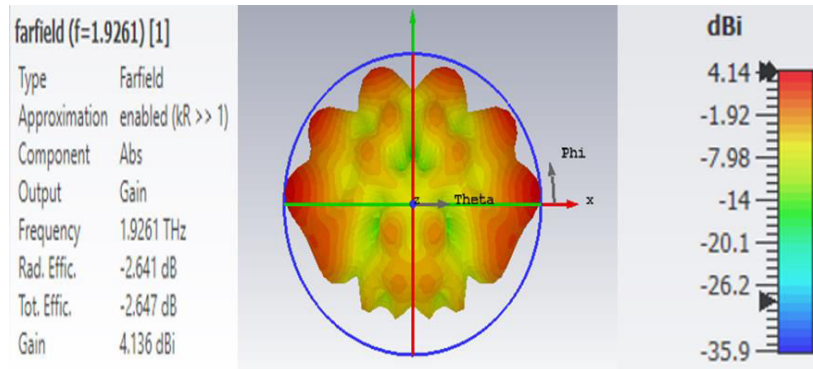 farfield (f=1.9261) [1]
Type Farfield
Approximation enabled (kR >> 1)
Component Abs
Output Gain
Frequency 1.9261 THz
Rad. Effic. -2.641 dB
Tot. Effic. -2.647 dB
Gain 4.136 dBi
Phi
z Theta x
dBi
4.14
-1.92
-7.98
-14
-20.1
-26.2
-35.9